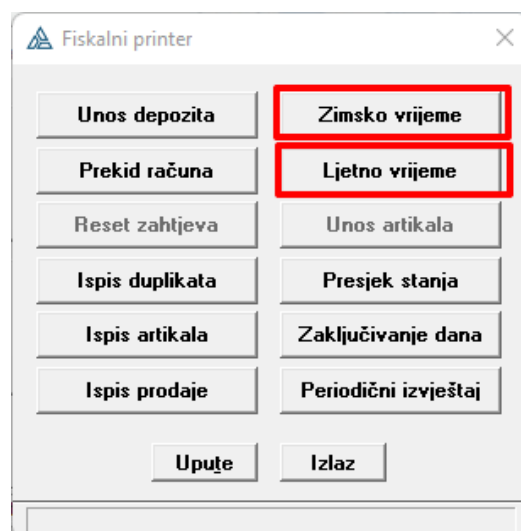 Fiskalni printer
Unos depozita Zimsko vrijeme
Prekid računa Ljetno vrijeme
Reset zahtjeva Unos artikala
Ispis duplikata Presjek stanja
Ispis artikala Zaključivanje dana
Ispis prodaje Periodični izvještaj
Upute Izlaz